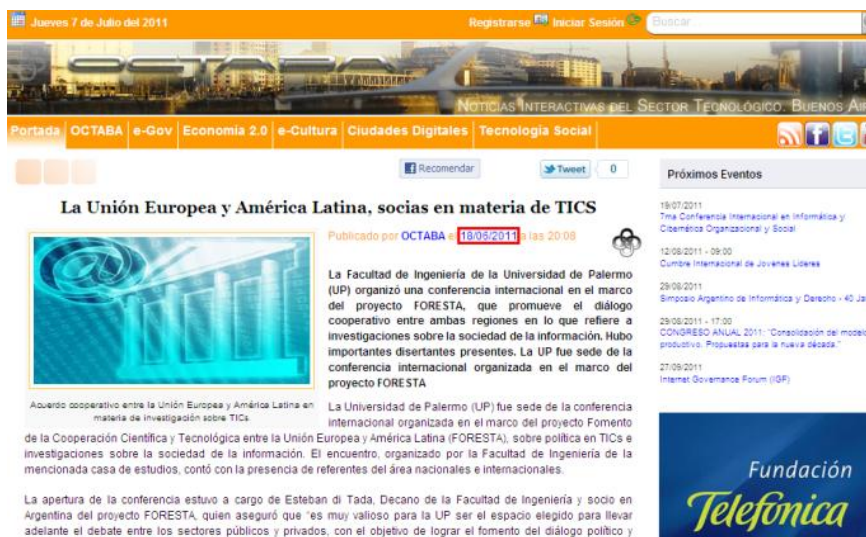 Jueves 7 de Julio del 2011
Registrarse Iniciar Sesión
Buscar...
OCTABA
NOTICIAS INTERACTIVAS DEL SECTOR TECNOLÓGICO. BUENOS AI
Portada OCTABA e-Gov Economía 2.0 e-Cultura Ciudades Digitales Tecnología Social
Recomendar
Tweet 0
La Unión Europea y América Latina, socias en materia de TICS
Publicado por OCTABA el 18/06/2011 a las 20:08
La Facultad de Ingeniería de la Universidad de Palermo
(UP) organizó una conferencia internacional en el marco
del proyecto FORESTA, que promueve el diálogo
cooperativo entre ambas regiones en lo que refiere a
investigaciones sobre la sociedad de la información. Hubo
importantes disertantes presentes. La UP fue sede de la
conferencia internacional organizada en el marco del
proyecto FORESTA
Acuerdo cooperativo entre la Unión Europea y América Latina en
materia de investigación sobre TICs.
La Universidad de Palermo (UP) fue sede de la conferencia
internacional organizada en el marco del proyecto Fomento
de la Cooperación Científica y Tecnológica entre la Unión Europea y América Latina (FORESTA), sobre política en TICs e
investigaciones sobre la sociedad de la información. El encuentro, organizado por la Facultad de Ingeniería de la
mencionada casa de estudios, contó con la presencia de referentes del área nacionales e internacionales.
La apertura de la conferencia estuvo a cargo de Esteban di Tada, Decano de la Facultad de Ingeniería y socio en
Argentina del proyecto FORESTA, quien aseguró que "es muy valioso para la UP ser el espacio elegido para llevar
adelante el debate entre los sectores públicos y privados, con el objetivo de lograr el fomento del diálogo político y
Próximos Eventos
19/07/2011
7ma Conferencia Internacional en Informática y
Cibernética Organizacional y Social
12/08/2011 - 09:00
Cumbre Internacional de Jovenes Lideres
29/08/2011
Simposio Argentino de Informática y Derecho - 40 Ja
29/08/2011 - 17:00
CONGRESO ANUAL 2011: "Consolidación del model
productivo. Propuestas para la nueva década."
27/09/2011
Internet Governance Forum (IGF)
Fundación
Telefónica